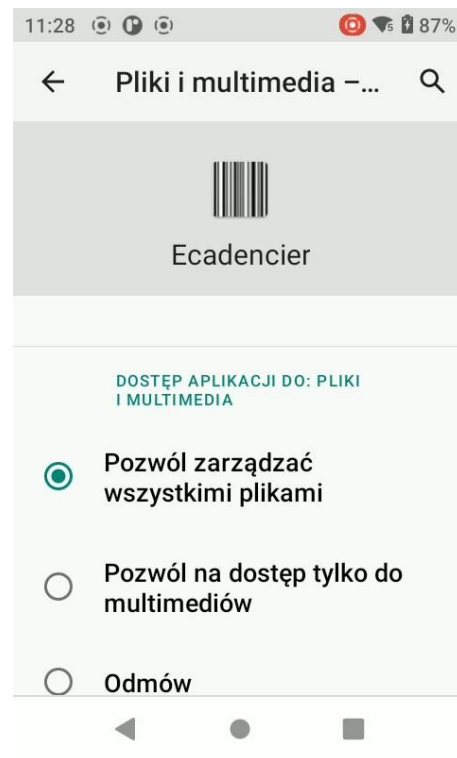 11:28 87%
Pliki i multimedia –...
Ecadencier
DOSTĘP APLIKACJI DO: PLIKI
I MULTIMEDIA
Pozwól zarządzać
wszystkimi plikami
Pozwól na dostęp tylko do
multimediów
Odmów